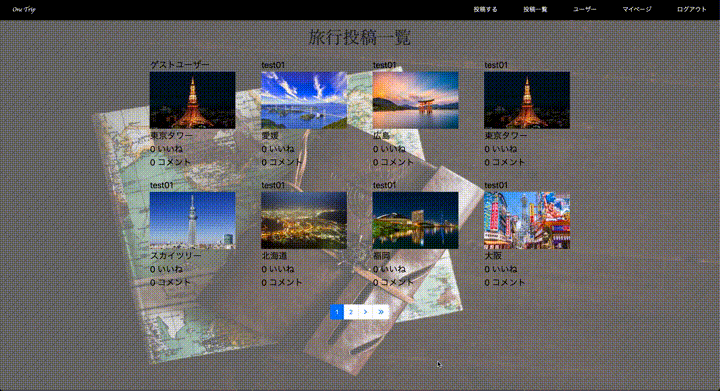 One Trip
投稿する 投稿一覧 ユーザー マイページ ログアウト
旅行投稿一覧
ゲストユーザー test01 test01 test01
東京タワー 愛媛 広島 東京タワー
0 いいね 0 いいね 0 いいね 0 いいね
0 コメント 0 コメント 0 コメント 0 コメント
test01 test01 test01 test01
スカイツリー 北海道 福岡 大阪
0 いいね 0 いいね 0 いいね 0 いいね
0 コメント 0 コメント 0 コメント 0 コメント
1 2 › »